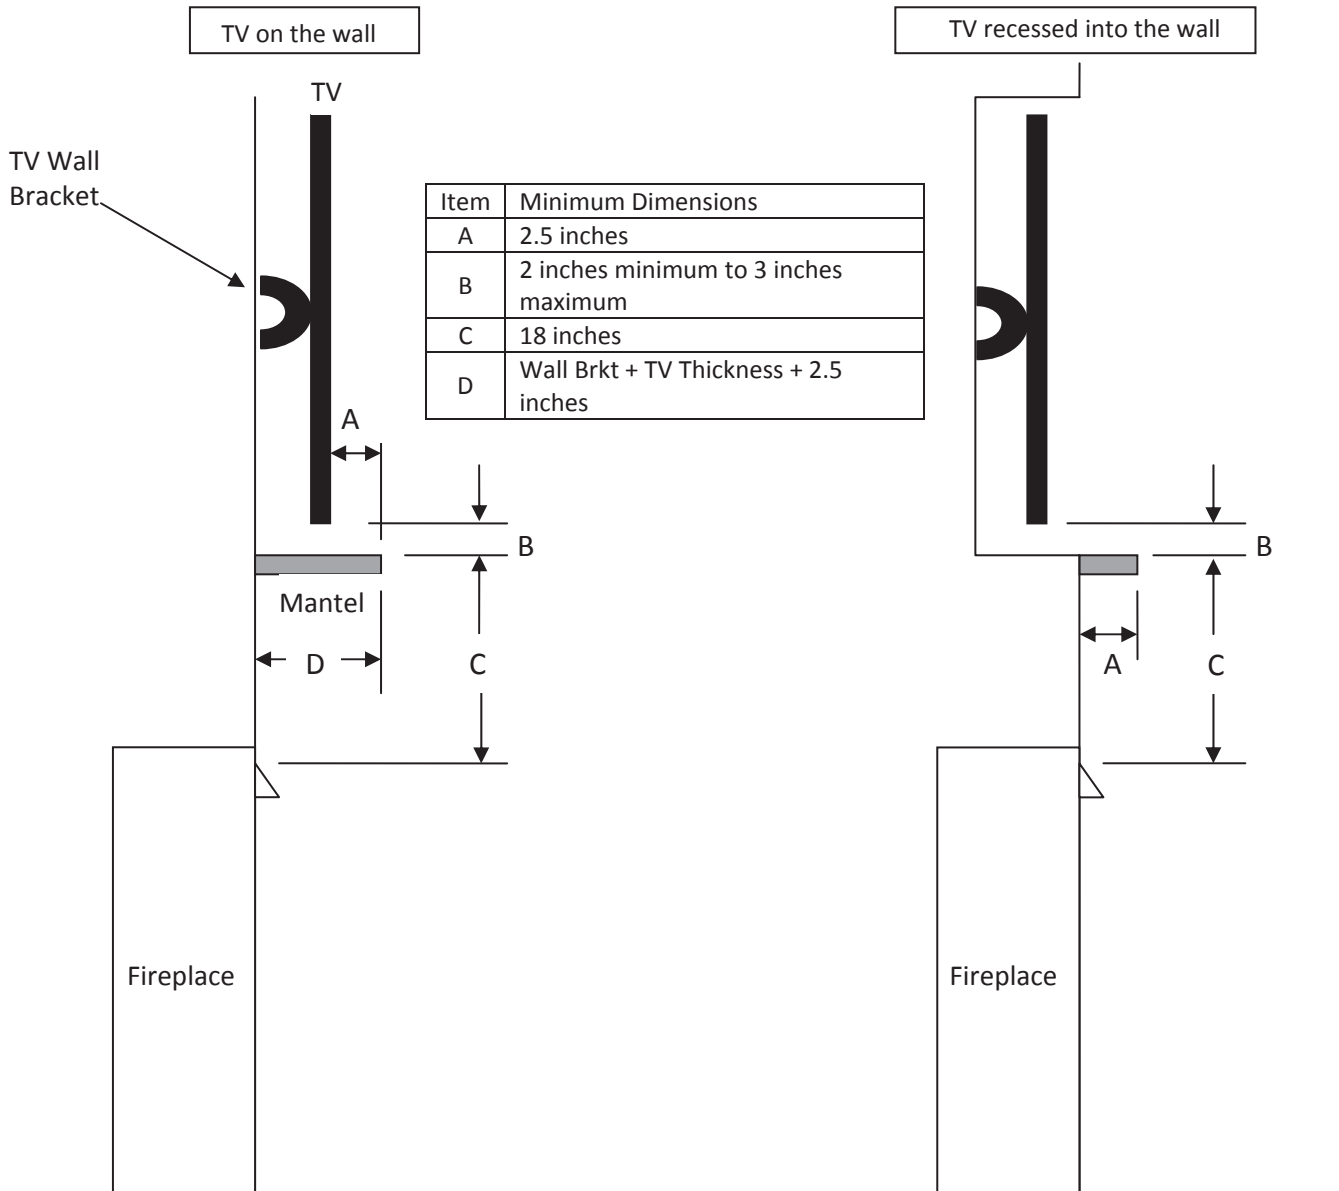 TV on the wall
TV recessed into the wall
TV
TV Wall
Bracket
Item Minimum Dimensions
A 2.5 inches
B 2 inches minimum to 3 inches
maximum
C 18 inches
D Wall Brkt + TV Thickness + 2.5
inches
A
B
B
Mantel
D
C
A
C
Fireplace
Fireplace